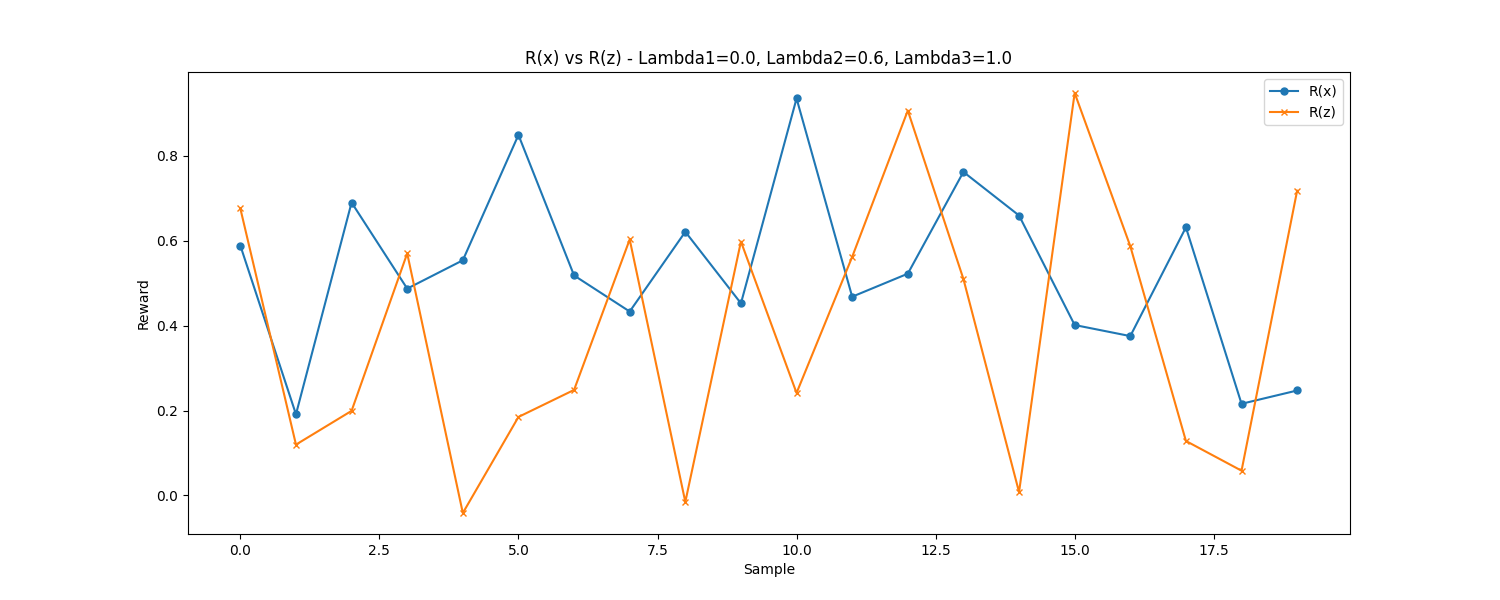 R(x) vs R(z) - Lambda1=0.0, Lambda2=0.6, Lambda3=1.0
R(x)
R(z)
0.8
0.6
0.4
0.2
0.0
Reward
0.0 2.5 5.0 7.5 10.0 12.5 15.0 17.5
Sample